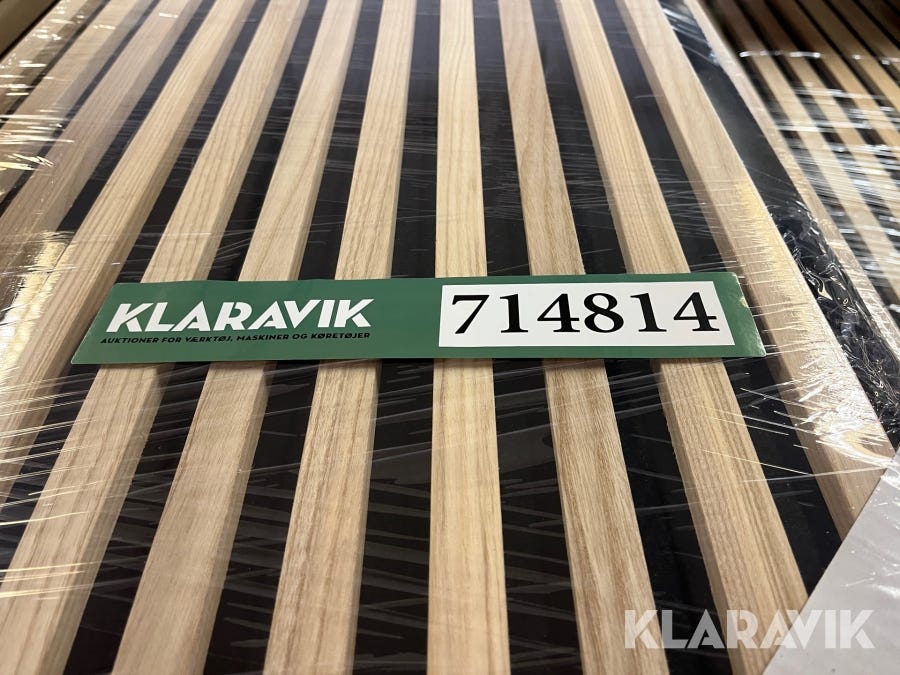 KLARAVIK
AUKTIONER FOR VÆRKTØJ, MASKINER OG KØRETØJER
714814
KLARAVIK